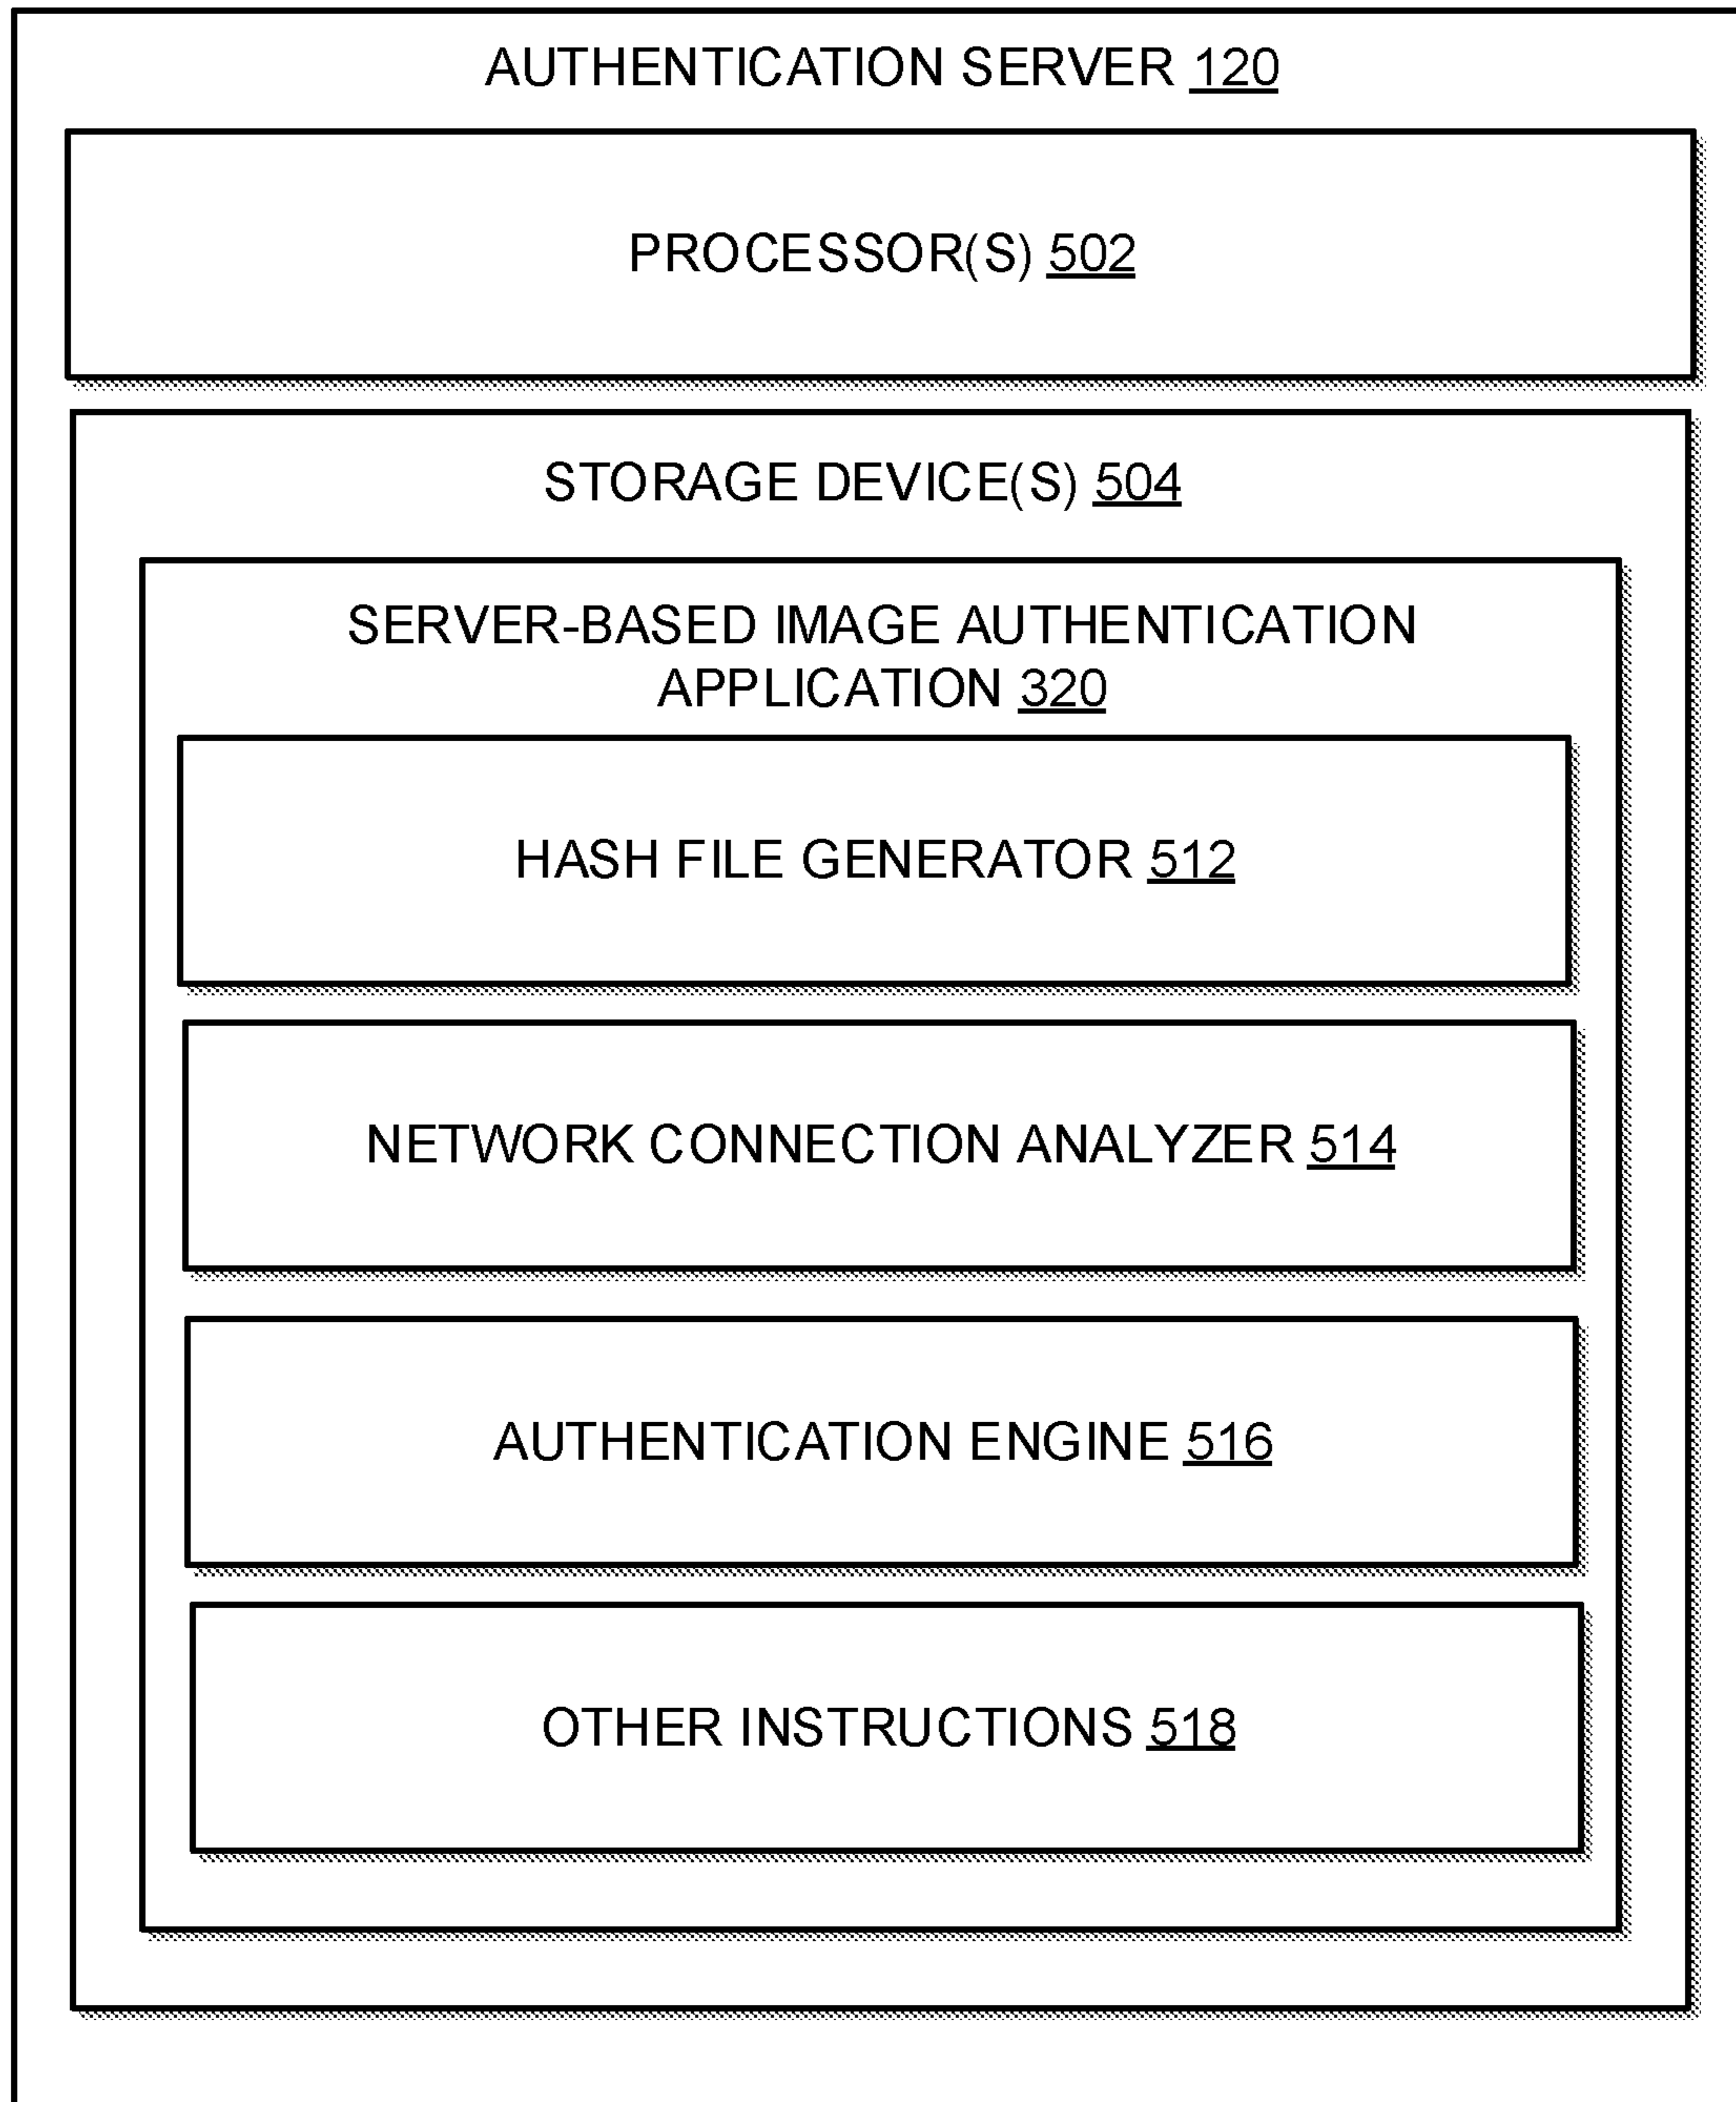 AUTHENTICATION SERVER 120
PROCESSOR(S) 502
STORAGE DEVICE(S) 504
SERVER-BASED IMAGE AUTHENTICATION
APPLICATION 320
HASH FILE GENERATOR 512
NETWORK CONNECTION ANALYZER 514
AUTHENTICATION ENGINE 516
OTHER INSTRUCTIONS 518